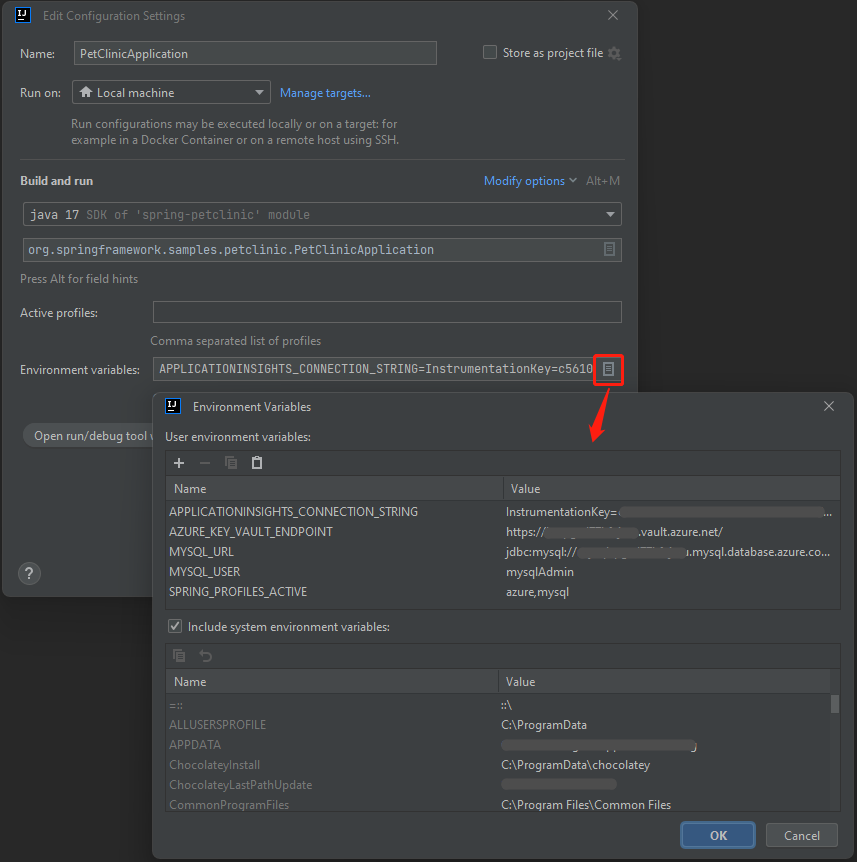 IJ Edit Configuration Settings
Name: PetClinicApplication Store as project file
Run on: Local machine Manage targets...
Run configurations may be executed locally or on a target: for
example in a Docker Container or on a remote host using SSH.
Build and run Modify options Alt+M
java 17 SDK of 'spring-petclinic' module
org.springframework.samples.petclinic.PetClinicApplication
Press Alt for field hints
Active profiles:
Comma separated list of profiles
Environment variables: APPLICATIONINSIGHTS_CONNECTION_STRING=InstrumentationKey=c5610
Open run/debug tool
?
IJ Environment Variables
User environment variables:
Name Value
APPLICATIONINSIGHTS_CONNECTION_STRING InstrumentationKey= ...
AZURE_KEY_VAULT_ENDPOINT https:// .vault.azure.net/
MYSQL_URL jdbc:mysql:// .mysql.database.azure.co...
MYSQL_USER mysqlAdmin
SPRING_PROFILES_ACTIVE azure,mysql
Include system environment variables:
Name Value
=:: ::\
ALLUSERSPROFILE C:\ProgramData
APPDATA
ChocolateyInstall C:\ProgramData\chocolatey
ChocolateyLastPathUpdate
CommonProgramFiles C:\Program Files\Common Files
OK Cancel